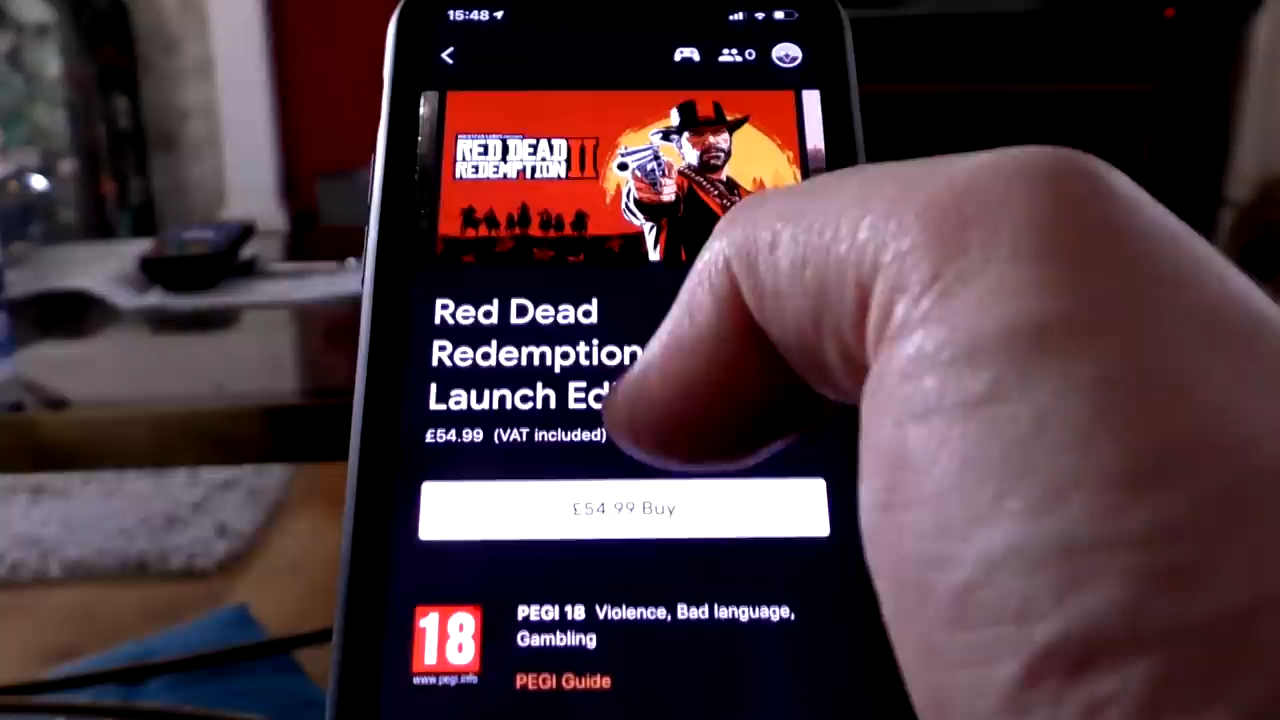 15:48
0
RED DEAD
REDEMPTION II
Red Dead
Redemption
Launch Ed
£54.99 (VAT included)
£54.99 Buy
18
PEGI 18 Violence, Bad language,
Gambling
www.pegi.info
PEGI Guide